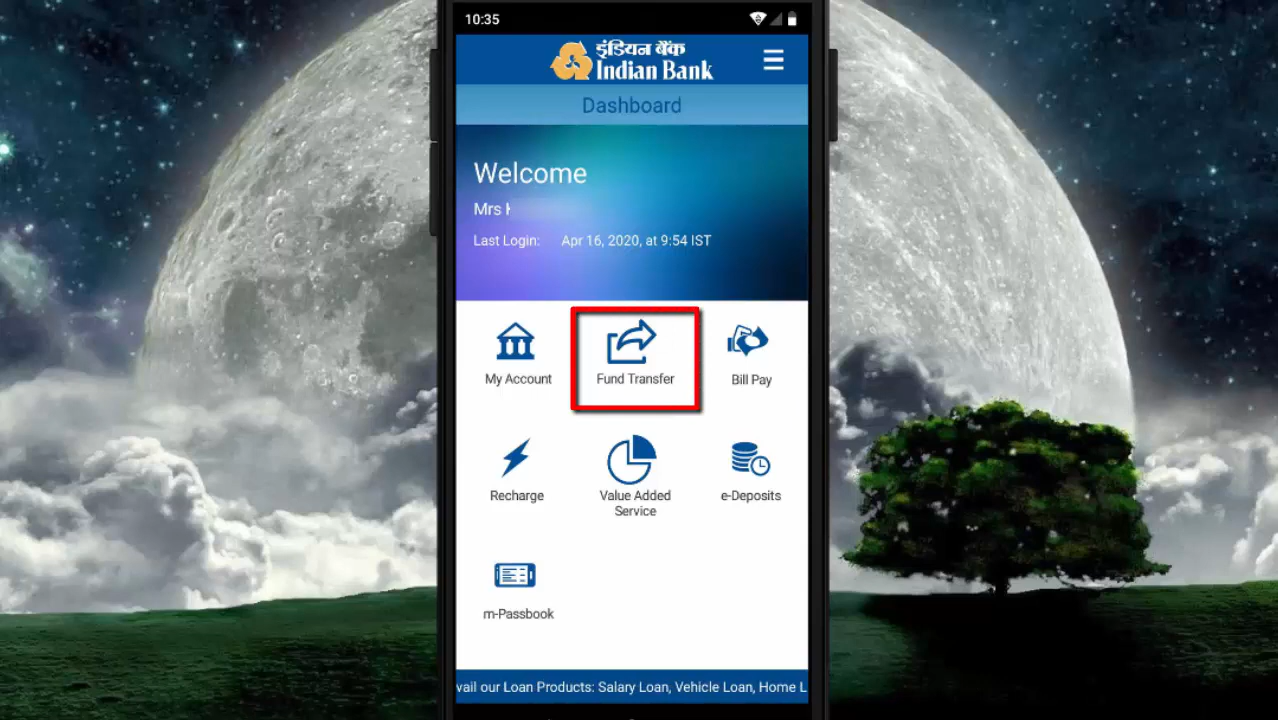 10:35
इंडियन बैंक
Indian Bank
Dashboard
Welcome
Mrs
Last Login: Apr 16, 2020, at 9:54 IST
My Account
Fund Transfer
Bill Pay
Recharge
Value Added
Service
e-Deposits
m-Passbook
vail our Loan Products: Salary Loan, Vehicle Loan, Home L